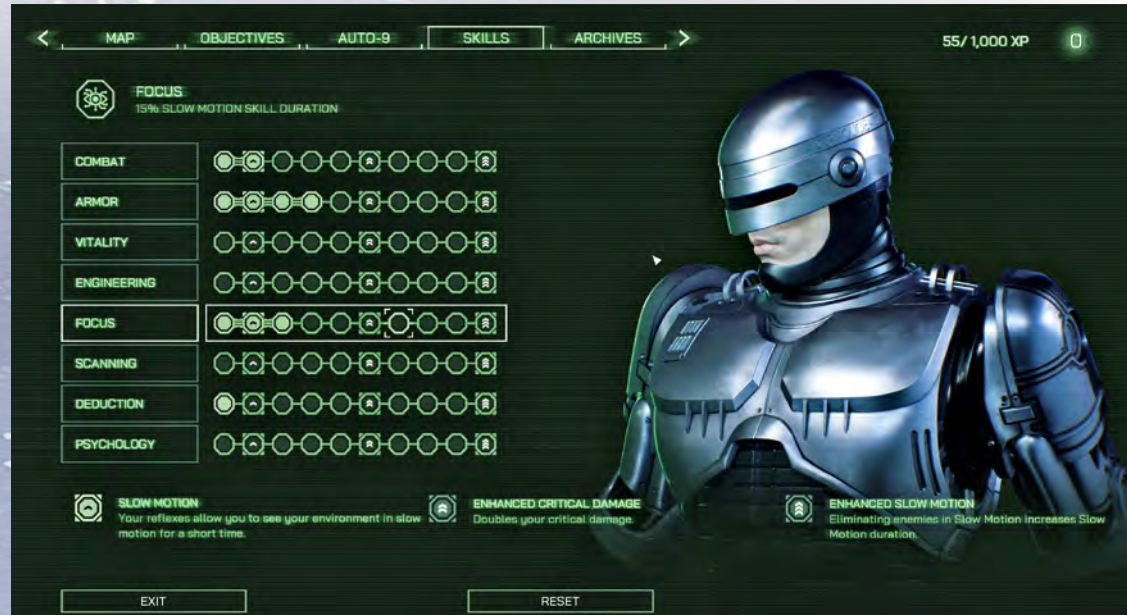 MAP OBJECTIVES AUTO-9 SKILLS ARCHIVES
55/1,000 XP 0
FOCUS
15% SLOW MOTION SKILL DURATION
COMBAT
ARMOR
VITALITY
ENGINEERING
FOCUS
SCANNING
DEDUCTION
PSYCHOLOGY
SLOW MOTION
Your reflexes allow you to see your environment in slow
motion for a short time.
ENHANCED CRITICAL DAMAGE
Doubles your critical damage.
ENHANCED SLOW MOTION
Eliminating enemies in Slow Motion increases Slow
Motion duration.
EXIT
RESET